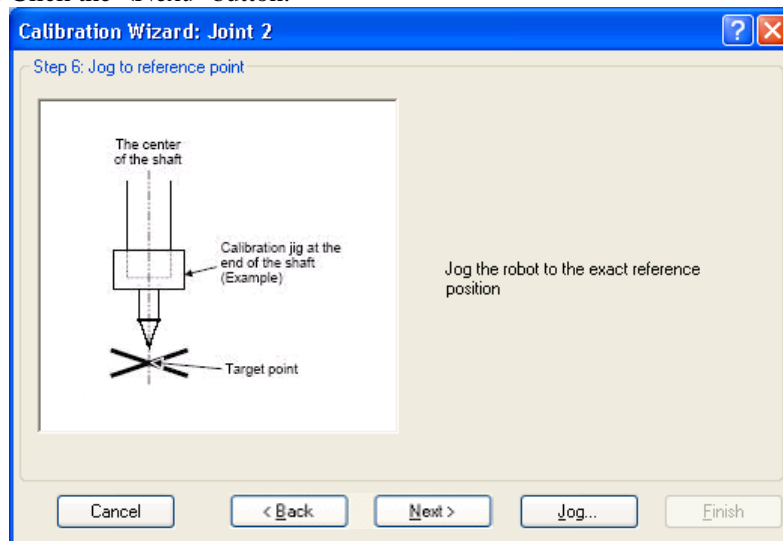 Calibration Wizard: Joint 2
Step 6: Jog to reference point
The center
of the shaft
Calibration jig at the
end of the shaft
(Example)
Target point
Jog the robot to the exact reference
position
Cancel
< Back
Next >
Jog...
Finish